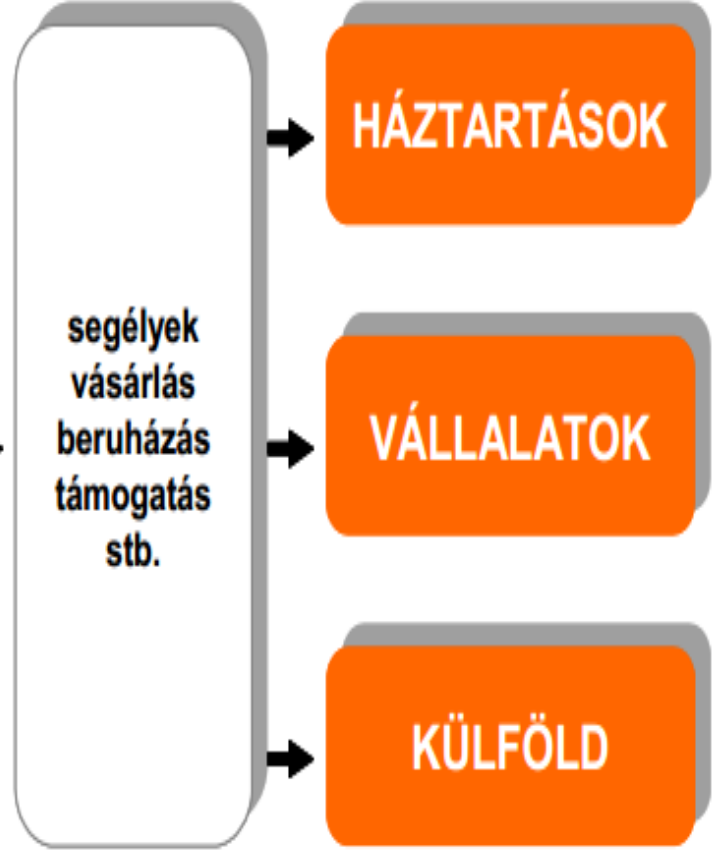 segélyek
vásárlás
beruházás
támogatás
stb.
HÁZTARTÁSOK
VÁLLALATOK
KÜLFÖLD